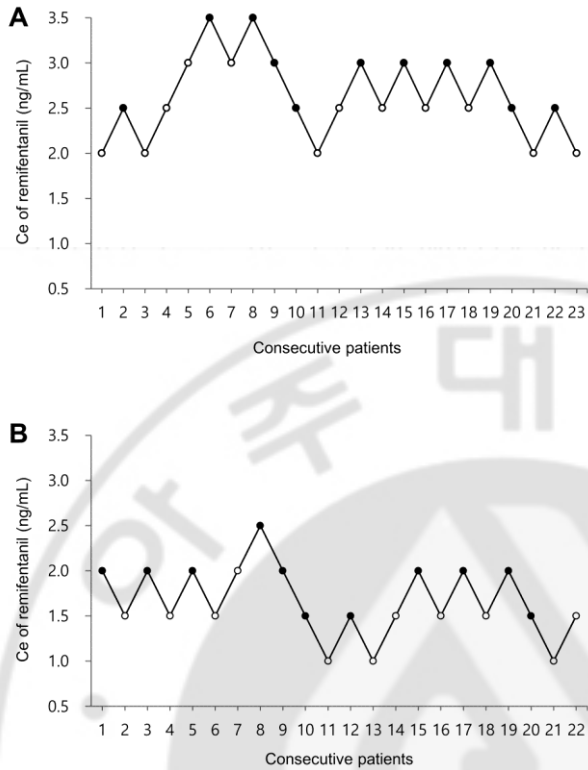 A
Ce of remifentanil (ng/mL)
3.5
3.0
2.5
2.0
1.0
0.5
1 2 3 4 5 6 7 8 9 10 11 12 13 14 15 16 17 18 19 20 21 22 23
Consecutive patients
아주대
B
Ce of remifentanil (ng/mL)
3.5
3.0
2.5
2.0
1.5
1.0
0.5
1 2 3 4 5 6 7 8 9 10 11 12 13 14 15 16 17 18 19 20 21 22
Consecutive patients